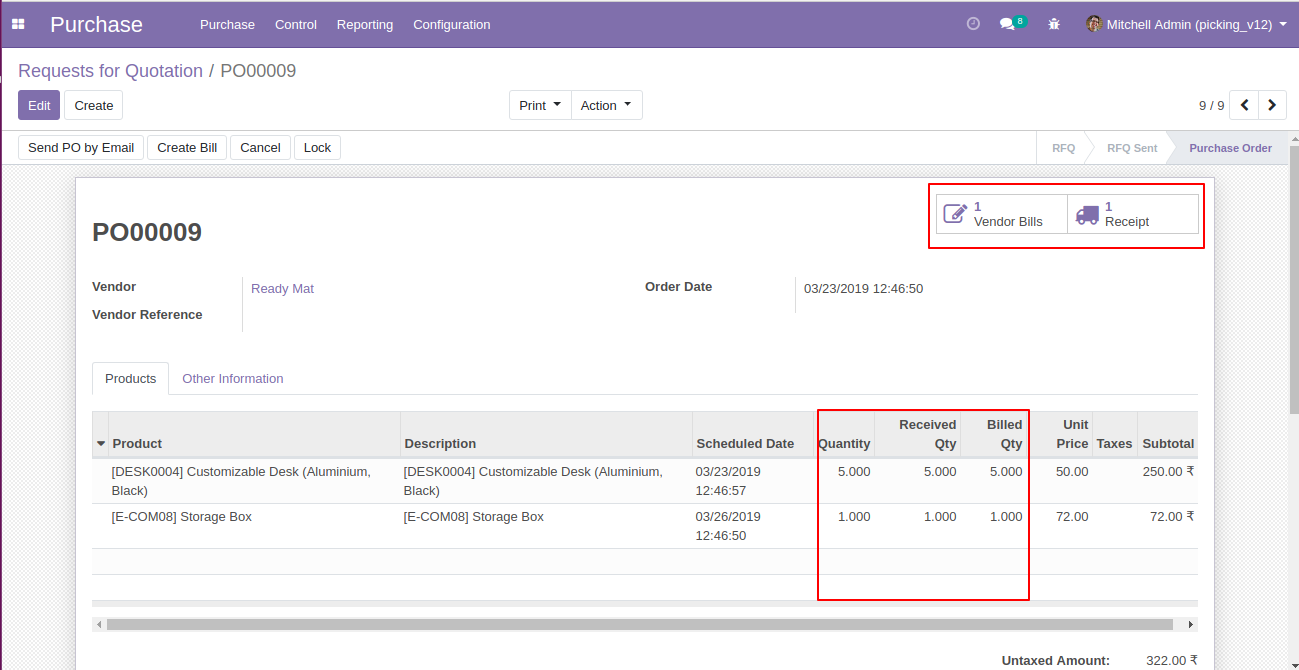 Purchase Purchase Control Reporting Configuration 8 Mitchell Admin (picking_v12)
Requests for Quotation / PO00009
Edit Create Print Action 9 / 9
Send PO by Email Create Bill Cancel Lock RFQ RFQ Sent Purchase Order
1 Vendor Bills 1 Receipt
PO00009
Vendor Ready Mat Order Date 03/23/2019 12:46:50
Vendor Reference
Products Other Information
Product Description Scheduled Date Quantity Received Qty Billed Qty Unit Price Taxes Subtotal
[DESK0004] Customizable Desk (Aluminium, Black) [DESK0004] Customizable Desk (Aluminium, Black) 03/23/2019 12:46:57 5.000 5.000 5.000 50.00 250.00 ₹
[E-COM08] Storage Box [E-COM08] Storage Box 03/26/2019 12:46:50 1.000 1.000 1.000 72.00 72.00 ₹
Untaxed Amount: 322.00 ₹